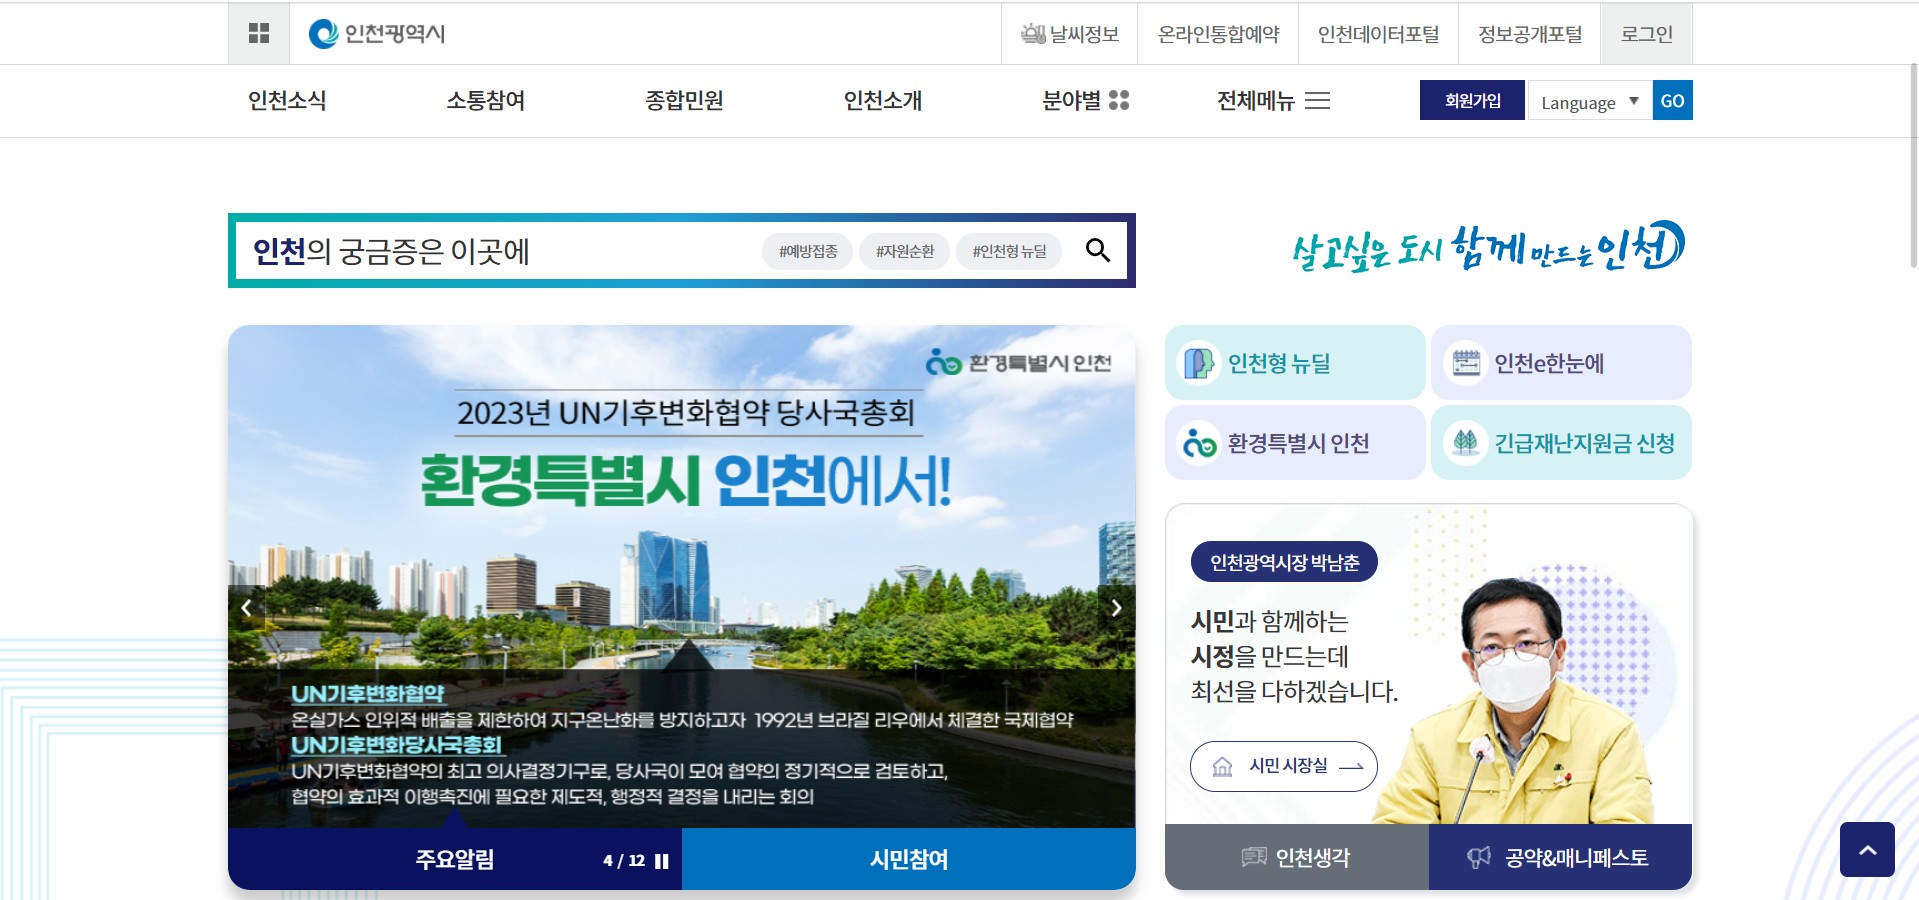 인천광역시
날씨정보
온라인통합예약
인천데이터포털
정보공개포털
로그인
인천소식
소통참여
종합민원
인천소개
분야별
전체메뉴
회원가입
Language
GO
인천의 궁금증은 이곳에
#예방접종
#자원순환
#인천형 뉴딜
살고싶은 도시 함께 만드는 인천
환경특별시 인천
2023년 UN기후변화협약 당사국총회
환경특별시 인천에서!
UN기후변화협약
온실가스 인위적 배출을 제한하여 지구온난화를 방지하고자 1992년 브라질 리우에서 체결한 국제협약
UN기후변화당사국총회
UN기후변화협약의 최고 의사결정기구로, 당사국이 모여 협약의 정기적으로 검토하고,
협약의 효과적 이행촉진에 필요한 제도적, 행정적 결정을 내리는 회의
주요알림
4 / 12
시민참여
인천형 뉴딜
인천e한눈에
환경특별시 인천
긴급재난지원금 신청
인천광역시장 박남춘
시민과 함께하는
시정을 만드는데
최선을 다하겠습니다.
시민 시장실
인천생각
공약&매니페스토